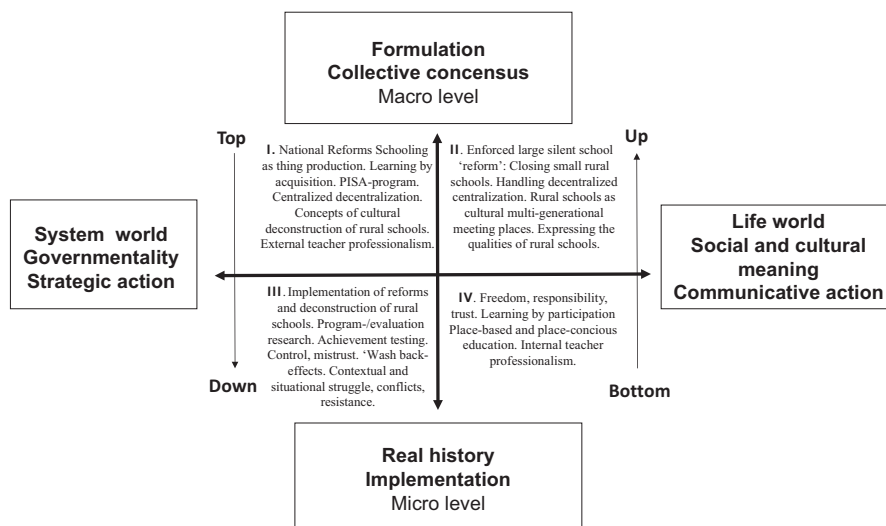 Formulation
Collective concensus
Macro level
Top
Up
I. National Reforms Schooling
as thing production. Learning by
acquisition. PISA-program.
Centralized decentralization.
Concepts of cultural
deconstruction of rural schools.
External teacher professionalism.
II. Enforced large silent school
‘reform’: Closing small rural
schools. Handling decentralized
centralization. Rural schools as
cultural multi-generational
meeting places. Expressing the
qualities of rural schools.
System world
Governmentality
Strategic action
Life world
Social and cultural
meaning
Communicative action
III. Implementation of reforms
and deconstruction of rural
schools. Program-/evaluation
research. Achievement testing.
Control, mistrust. ‘Wash back-
effects. Contextual and
situational struggle, conflicts,
resistance.
IV. Freedom, responsibility,
trust. Learning by participation
Place-based and place-concious
education. Internal teacher
professionalism.
Down
Bottom
Real history
Implementation
Micro level